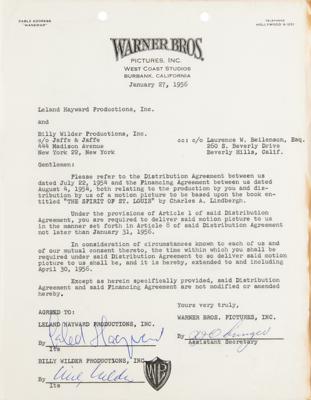 CABLE ADDRESS
"WARBROS"
TELEPHONE
HOLLYWOOD 9-1251
WARNER BROS.
PICTURES, INC.
WEST COAST STUDIOS
BURBANK, CALIFORNIA
January 27, 1956
Leland Hayward Productions, Inc.
and
Billy Wilder Productions, Inc.
c/o Jaffe & Jaffe
444 Madison Avenue
New York 22, New York
cc: c/o Laurence W. Beilenson, Esq.
250 S. Beverly Drive
Beverly Hills, Calif.
Gentlemen:
Please refer to the Distribution Agreement between us
dated July 22, 1954 and the Financing Agreement between us dated
August 4, 1954, both relating to the production by you and dis-
tribution by us of a motion picture to be based upon the book en-
titled "THE SPIRIT OF ST. LOUIS" by Charles A. Lindbergh.
Under the provisions of Article 1 of said Distribution
Agreement, you are required to deliver said motion picture to us
in the manner set forth in Article 5 of said Distribution Agreement
not later than January 31, 1956.
In consideration of circumstances known to each of us and
of our mutual consent thereto, the time within which you shall be
required under said Distribution Agreement to so deliver said motion
picture to us shall be, and it is hereby, extended to and including
April 30, 1956.
Except as herein specifically provided, said Distribution
Agreement and said Financing Agreement are not modified or amended
hereby.
Yours very truly,
AGREED TO:
WARNER BROS. PICTURES, INC.
LELAND HAYWARD PRODUCTIONS, INC.
By Leland Hayward
Its
By
Assistant Secretary
BILLY WILDER PRODUCTIONS, INC.
By Billy Wilder
Its
WB